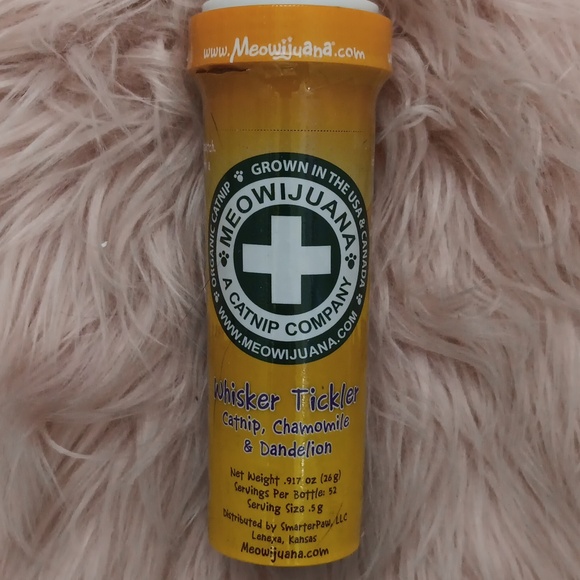 www.Meowijuana.com
ORGANIC CATNIP GROWN IN THE USA & CANADA
MEOWIJUANA
A CATNIP COMPANY
WWW.MEOWIJUANA.COM
Whisker Tickler
Catnip, Chamomile
& Dandelion
Net Weight .917 oz (26g)
Servings Per Bottle: 52
Serving Size .5 g
Distributed by SmarterPaw, LLC
Lenexa, Kansas
Meowijuana.com